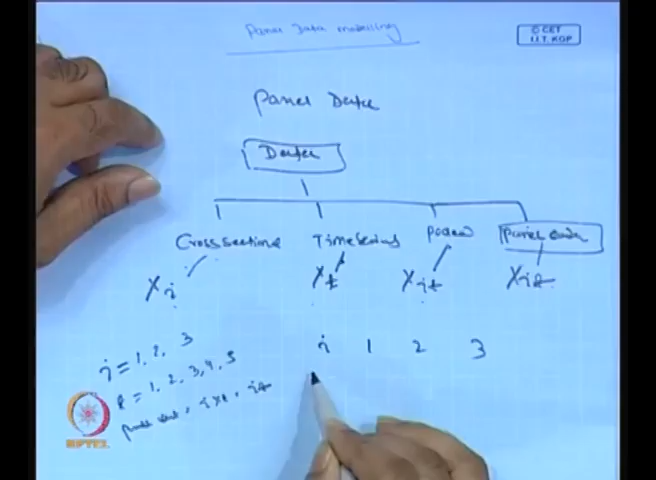 Panel Data modelling
© CET
I.I.T. KGP
Panel Data
Data
Cross sectional Time Series pooled panel data
Xi Xt Xit Xit
i = 1, 2, 3
t = 1, 2, 3, 4, 5
i 1 2 3
NPTEL